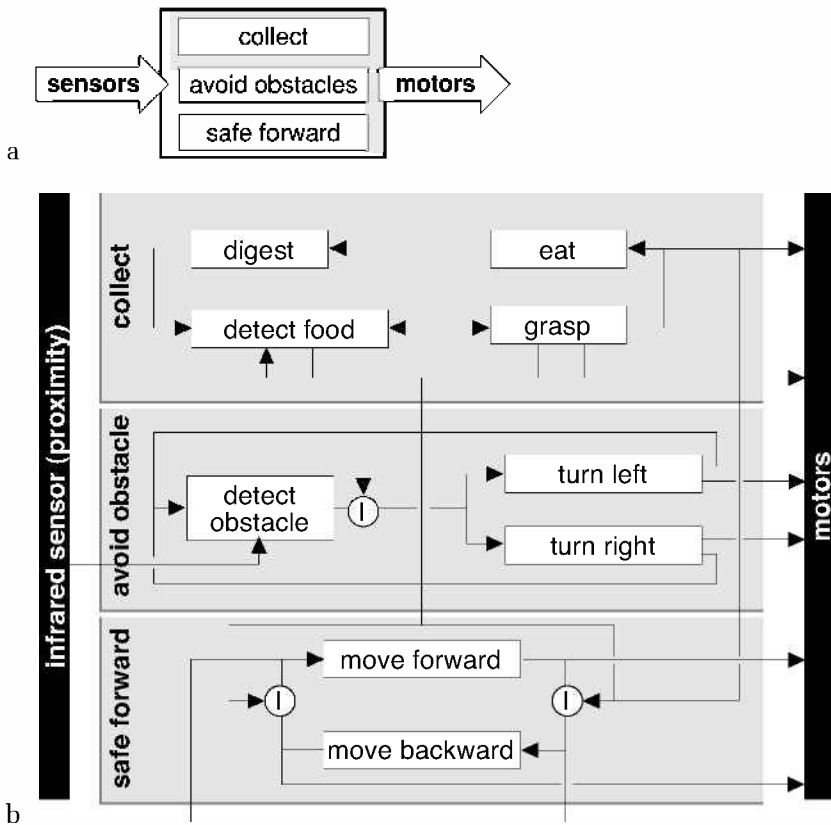 collect
sensors
avoid obstacles
motors
safe forward
a
infrared sensor (proximity)
collect
digest
eat
detect food
grasp
avoid obstacle
detect
obstacle
I
turn left
turn right
safe forward
move forward
I
I
move backward
motors
b